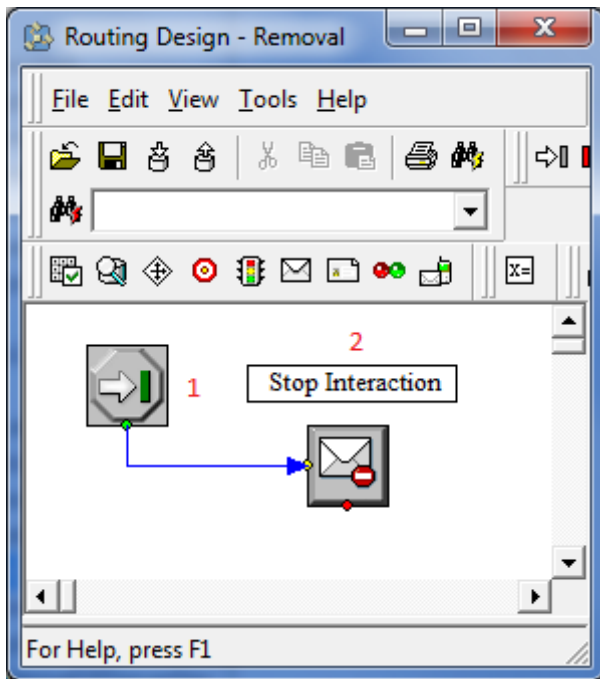 Routing Design - Removal
File Edit View Tools Help
X=
2
Stop Interaction
1
For Help, press F1